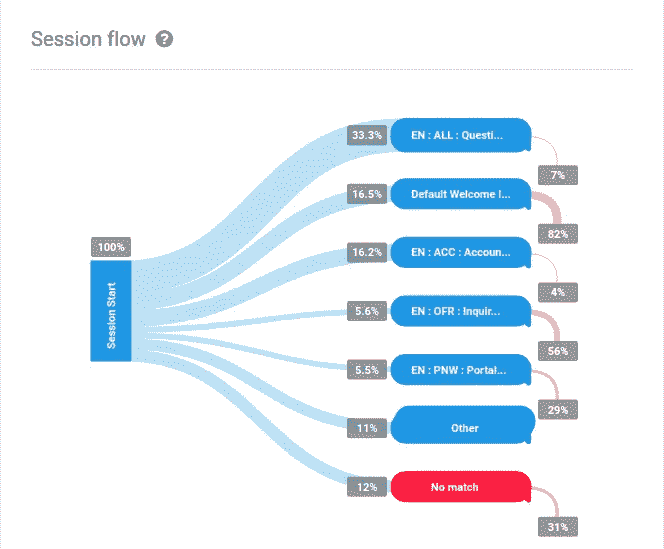 Session flow ?
33.3%
EN : ALL : Questi...
7%
16.5%
Default Welcome I...
82%
100%
Session Start
16.2%
EN : ACC : Accoun...
4%
5.6%
EN : OFR : Inquir...
56%
5.5%
EN : PNW : Portal...
29%
11%
Other
12%
No match
31%